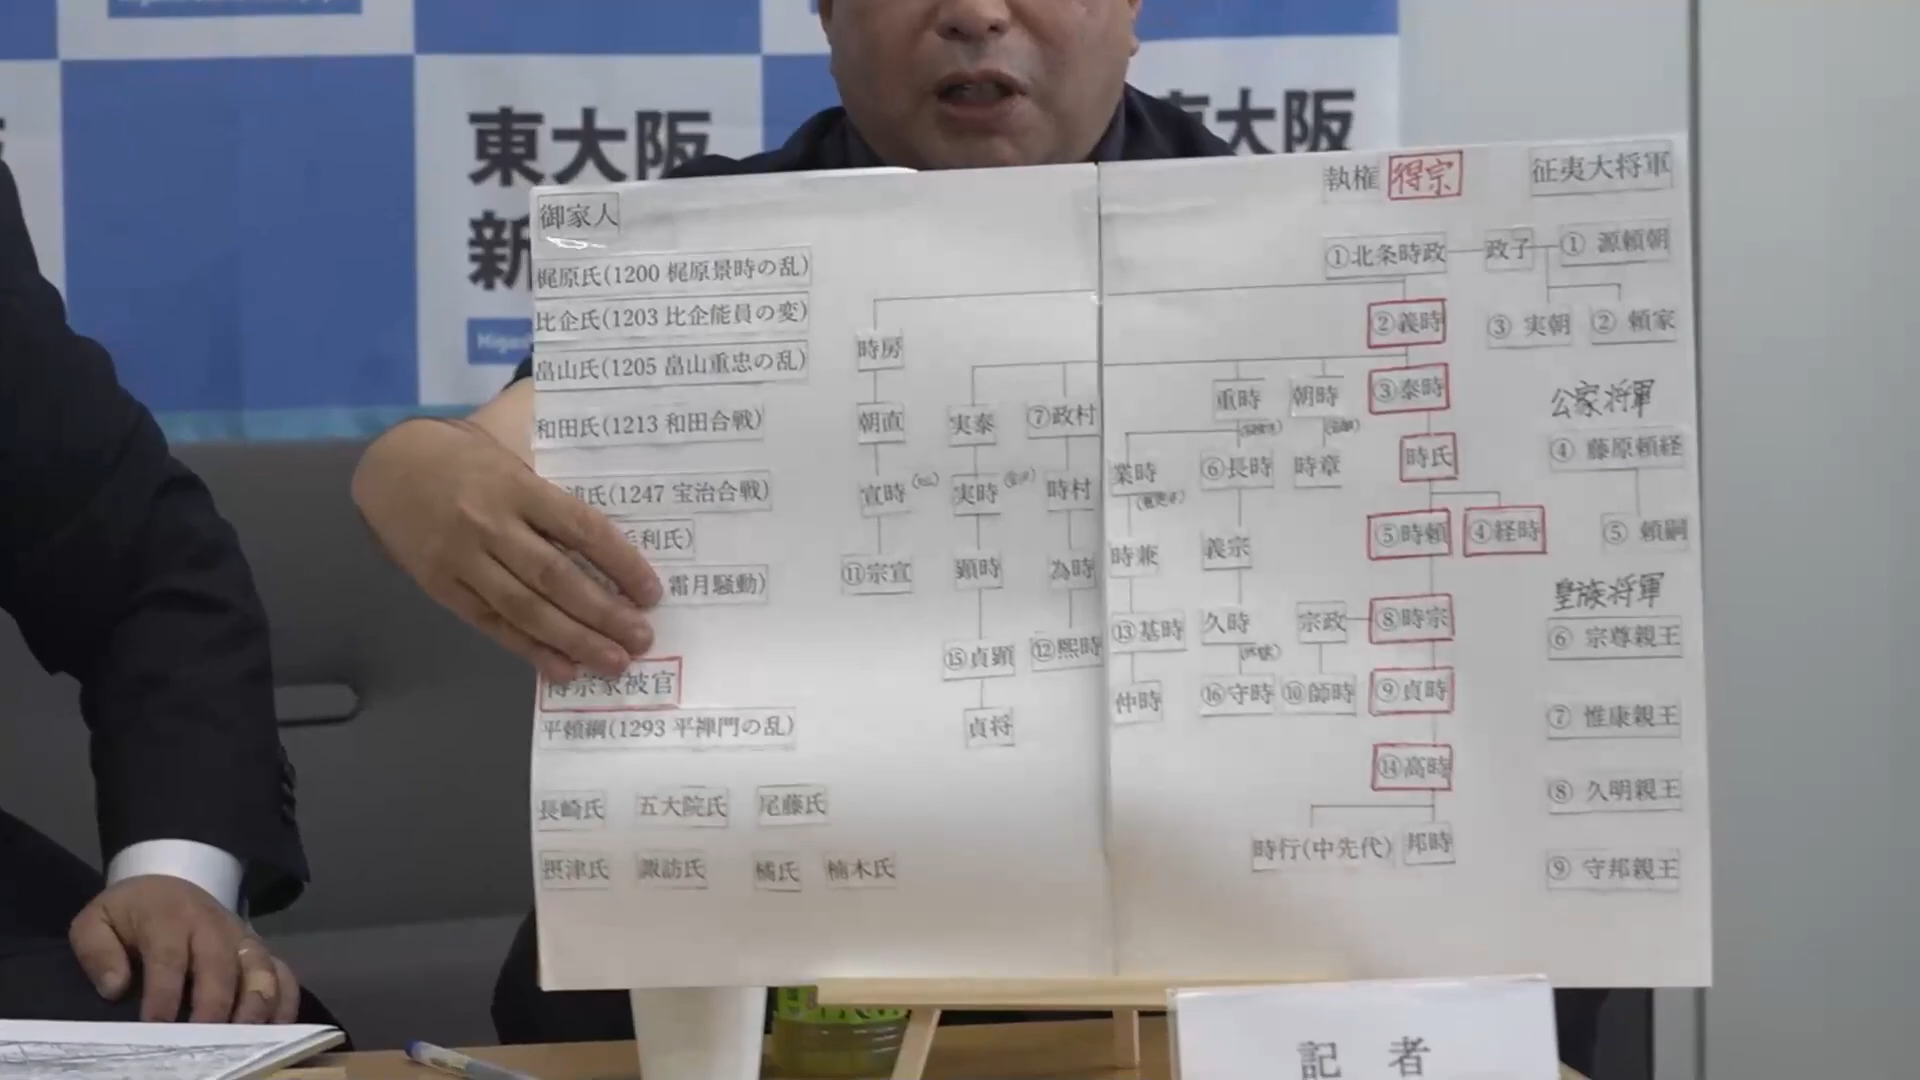 東大阪
新
大阪
Higas
執権 得宗
征夷大将軍
御家人
梶原氏(1200 梶原景時の乱)
比企氏(1203 比企能員の変)
畠山氏(1205 畠山重忠の乱)
和田氏(1213 和田合戦)
浦氏(1247 宝治合戦)
毛利氏)
霜月騒動)
得宗家被官
平頼綱(1293 平禅門の乱)
長崎氏 五大院氏 尾藤氏
摂津氏 諏訪氏 橘氏 楠木氏
①北条時政 政子 ① 源頼朝
②義時 ③ 実朝 ② 頼家
時房
重時 朝時 ③泰時
公家将軍
朝直 実泰 ⑦政村
業時 ⑥長時 時章 時氏 ④ 藤原頼経
宣時 実時 時村
⑤時頼 ④経時 ⑤ 頼嗣
時兼 義宗
⑪宗宣 顕時 為時
皇族将軍
⑬基時 久時 宗政 ⑧時宗 ⑥ 宗尊親王
⑮貞顕 ⑫熙時
仲時 ⑯守時 ⑩師時 ⑨貞時 ⑦ 惟康親王
貞将
⑭高時 ⑧ 久明親王
時行(中先代) 邦時 ⑨ 守邦親王
記者